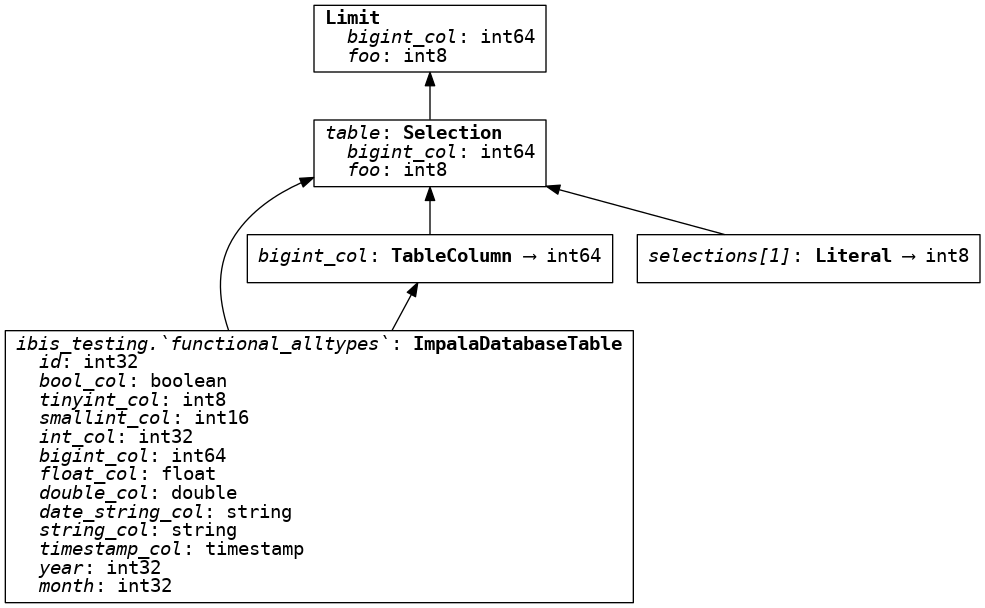 Limit
bigint_col: int64
foo: int8
table: Selection
bigint_col: int64
foo: int8
bigint_col: TableColumn → int64
selections[1]: Literal → int8
ibis_testing.`functional_alltypes`: ImpalaDatabaseTable
id: int32
bool_col: boolean
tinyint_col: int8
smallint_col: int16
int_col: int32
bigint_col: int64
float_col: float
double_col: double
date_string_col: string
string_col: string
timestamp_col: timestamp
year: int32
month: int32